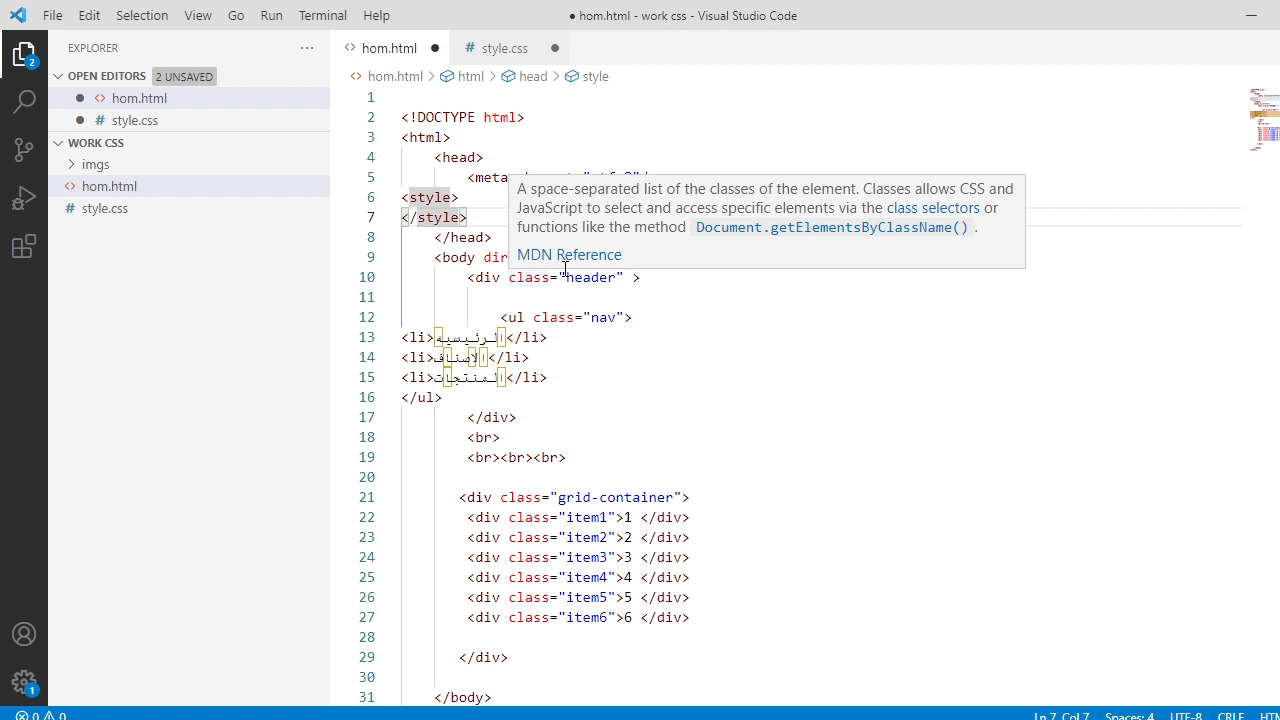 File Edit Selection View Go Run Terminal Help
● hom.html - work css - Visual Studio Code
EXPLORER
OPEN EDITORS 2 UNSAVED
<> hom.html
# style.css
WORK CSS
imgs
<> hom.html
# style.css
2
1
<> hom.html ●
# style.css ●
<> hom.html > html > head > style
1
2 <!DOCTYPE html>
3 <html>
4 <head>
5 <meta
6 <style>
7 </style>
8 </head>
9 <body dir
10 <div class="header" >
11
12 <ul class="nav">
13 <li>الرئيسيه</li>
14 <li>الاصناف</li>
15 <li>المنتجات</li>
16 </ul>
17 </div>
18 <br>
19 <br><br><br>
20
21 <div class="grid-container">
22 <div class="item1">1 </div>
23 <div class="item2">2 </div>
24 <div class="item3">3 </div>
25 <div class="item4">4 </div>
26 <div class="item5">5 </div>
27 <div class="item6">6 </div>
28
29 </div>
30
31 </body>
A space-separated list of the classes of the element. Classes allows CSS and
JavaScript to select and access specific elements via the class selectors or
functions like the method Document.getElementsByClassName().
MDN Reference
0 0
Ln 7, Col 7 Spaces: 4 UTF-8 CRLF